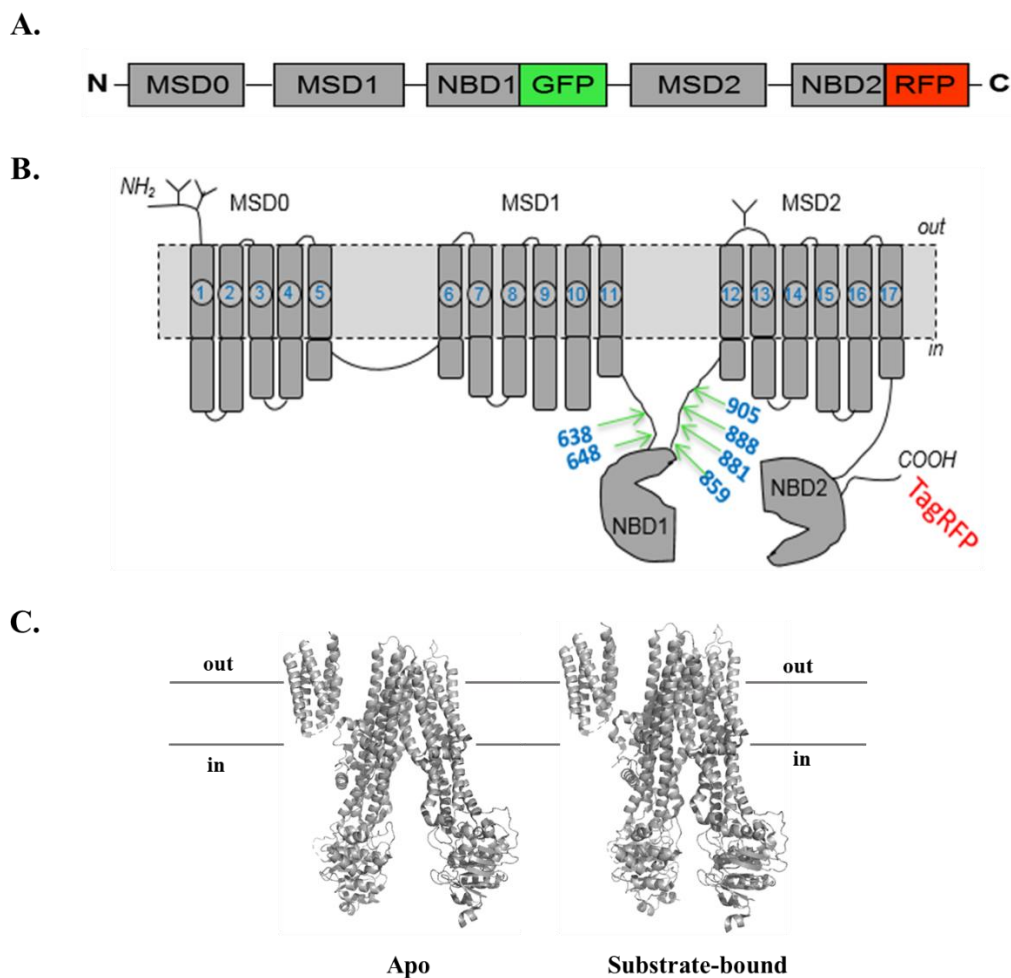 A.
N MSD0 MSD1 NBD1 GFP MSD2 NBD2 RFP C
B.
NH2 MSD0 MSD1 MSD2
out
1 2 3 4 5 6 7 8 9 10 11 12 13 14 15 16 17
in
638 905
648 888
881
859
COOH
NBD1 NBD2 TagRFP
C.
out out
in in
Apo Substrate-bound